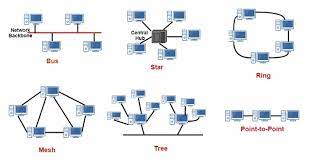 Network
Backbone
Bus
Central
Hub
Star
Ring
Mesh
Tree
Point-to-Point